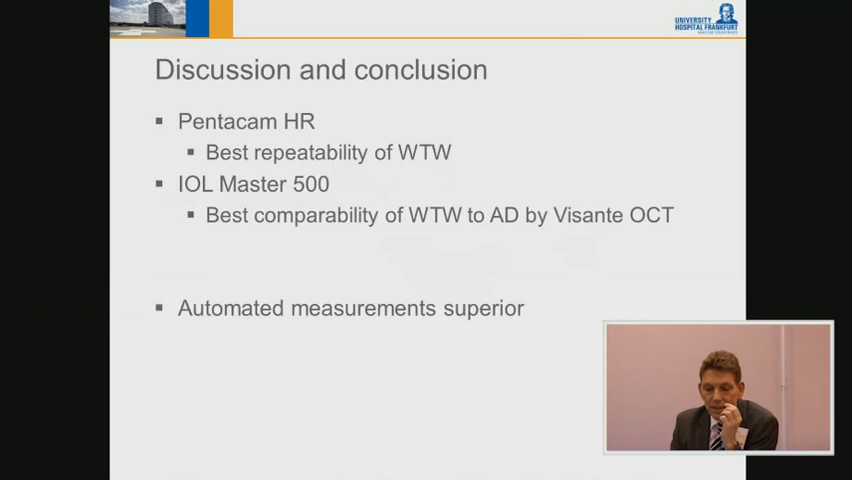 UNIVERSITY
HOSPITAL FRANKFURT
Discussion and conclusion
Pentacam HR
Best repeatability of WTW
IOL Master 500
Best comparability of WTW to AD by Visante OCT
Automated measurements superior